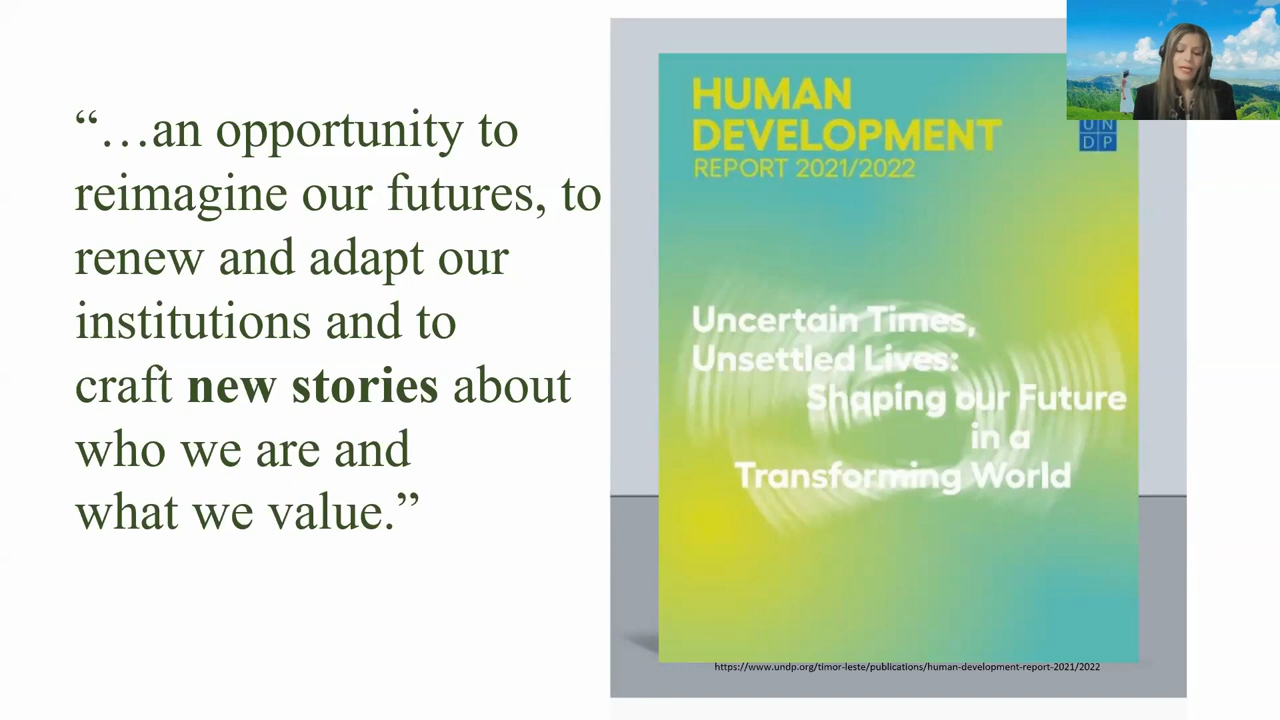 “…an opportunity to
reimagine our futures, to
renew and adapt our
institutions and to
craft new stories about
who we are and
what we value.”
HUMAN
DEVELOPMENT
REPORT 2021/2022
U N
D P
Uncertain Times,
Unsettled Lives:
Shaping our Future
in a
Transforming World
https://www.undp.org/timor-leste/publications/human-development-report-2021/2022